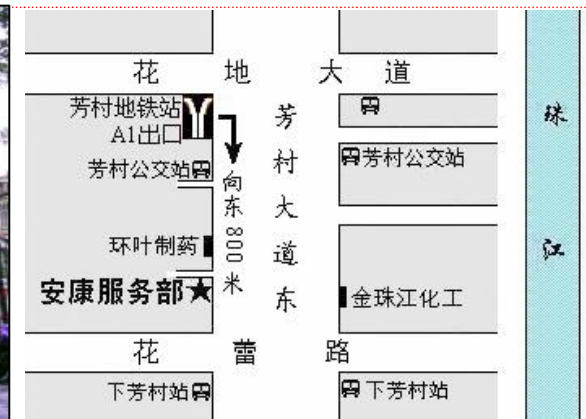 花 地 大 道
芳村地铁站
A1出口
芳村公交站
芳村公交站
向东800米
芳村大道东
珠江
环叶制药
安康服务部★
金珠江化工
花 蕾 路
下芳村站
下芳村站